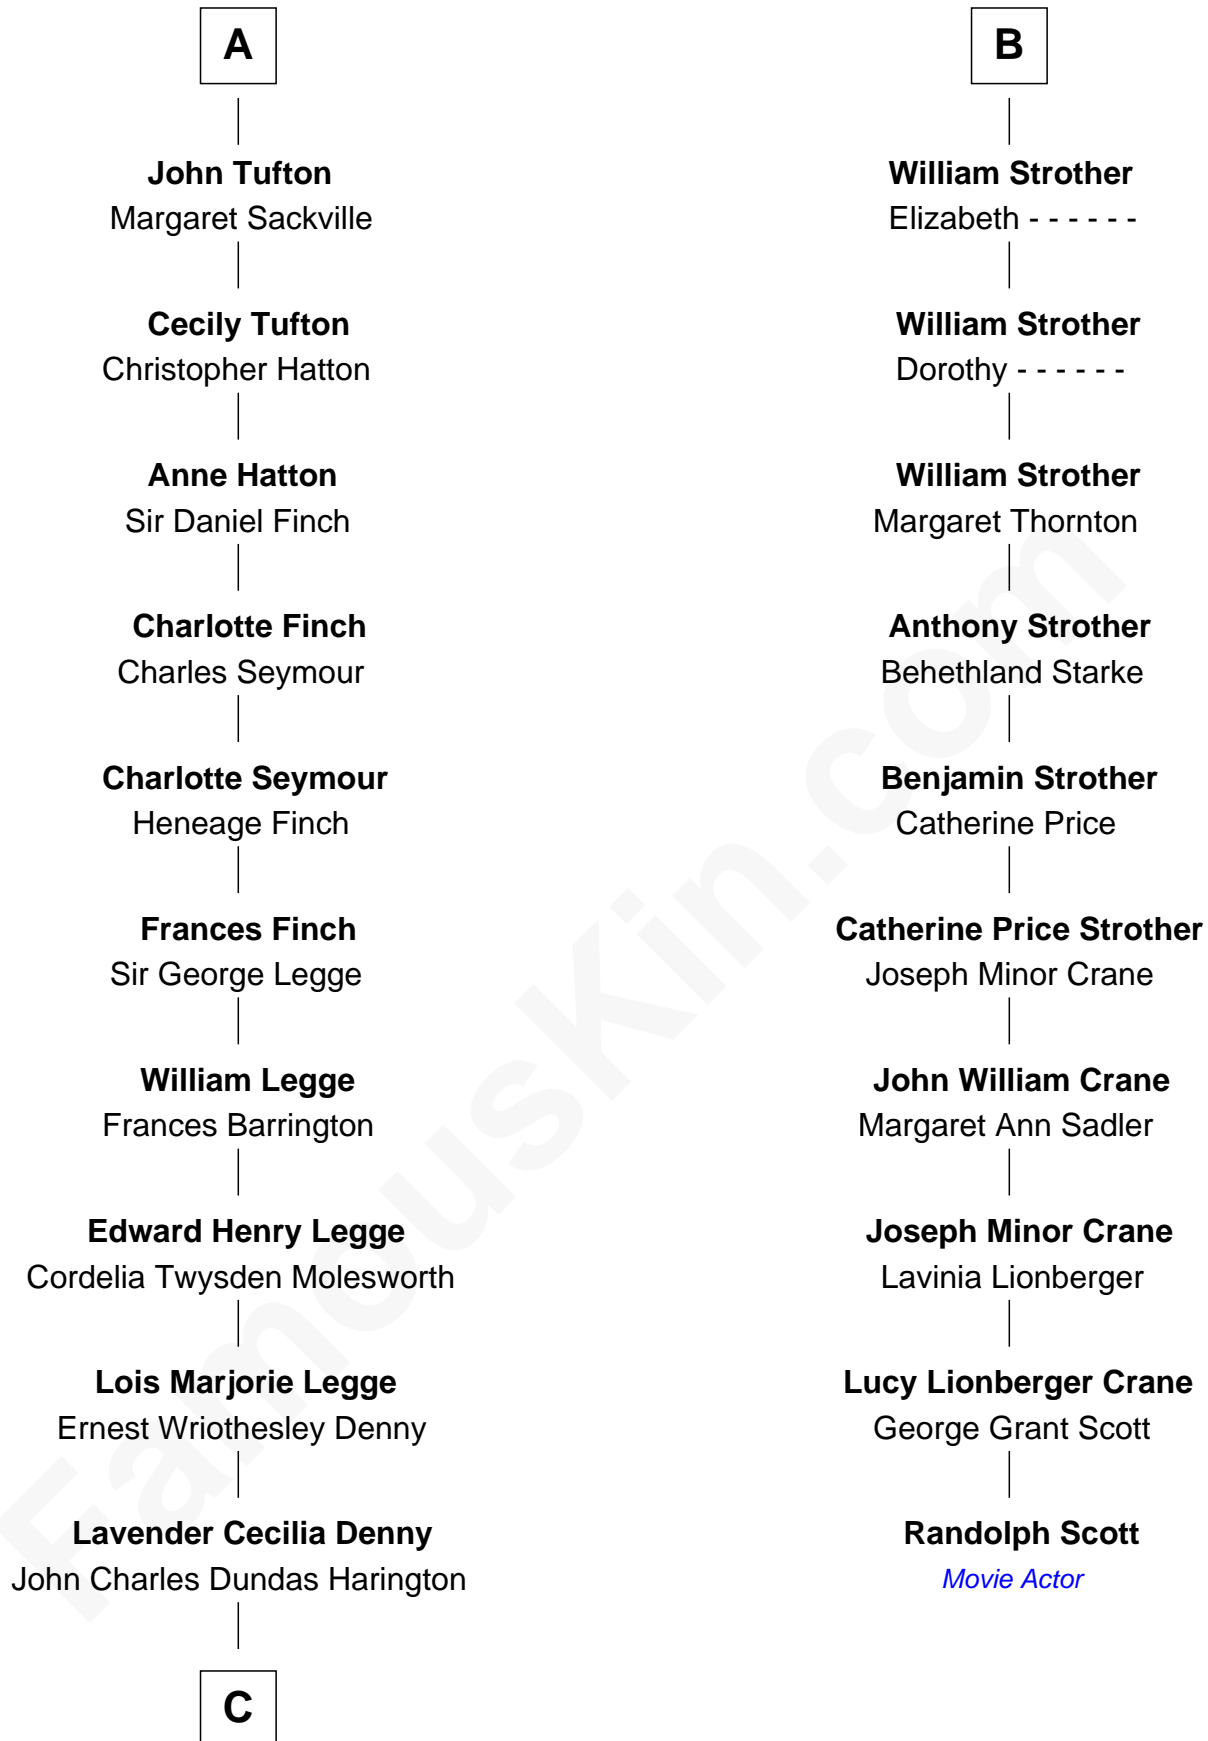 A
John Tufton
Margaret Sackville
Cecily Tufton
Christopher Hatton
Anne Hatton
Sir Daniel Finch
Charlotte Finch
Charles Seymour
Charlotte Seymour
Heneage Finch
Frances Finch
Sir George Legge
William Legge
Frances Barrington
Edward Henry Legge
Cordelia Twysden Molesworth
Lois Marjorie Legge
Ernest Wriothesley Denny
Lavender Cecilia Denny
John Charles Dundas Harington
C
B
William Strother
Elizabeth - - - - - -
William Strother
Dorothy - - - - - -
William Strother
Margaret Thornton
Anthony Strother
Behethland Starke
Benjamin Strother
Catherine Price
Catherine Price Strother
Joseph Minor Crane
John William Crane
Margaret Ann Sadler
Joseph Minor Crane
Lavinia Lionberger
Lucy Lionberger Crane
George Grant Scott
Randolph Scott
Movie Actor
FamousKin.com